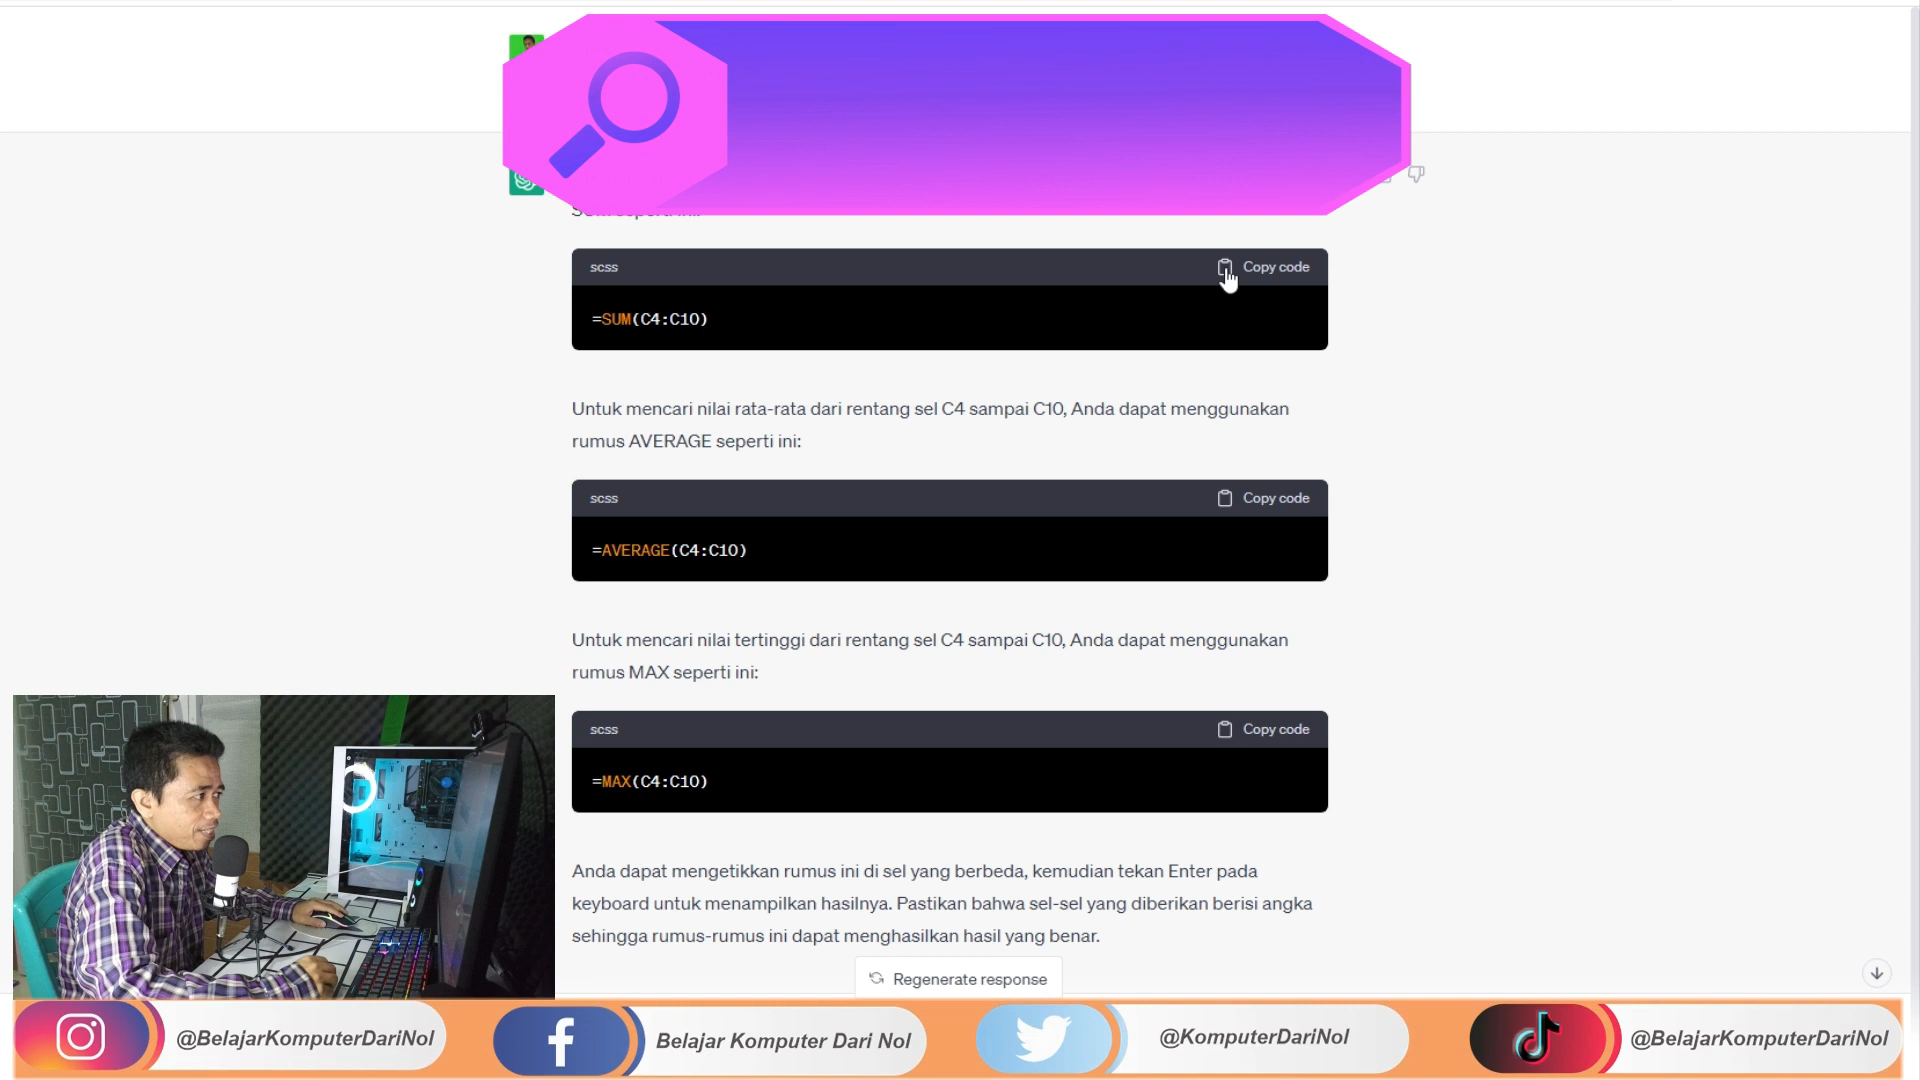 scss
Copy code
=SUM(C4:C10)
Untuk mencari nilai rata-rata dari rentang sel C4 sampai C10, Anda dapat menggunakan
rumus AVERAGE seperti ini:
scss
Copy code
=AVERAGE(C4:C10)
Untuk mencari nilai tertinggi dari rentang sel C4 sampai C10, Anda dapat menggunakan
rumus MAX seperti ini:
scss
Copy code
=MAX(C4:C10)
Anda dapat mengetikkan rumus ini di sel yang berbeda, kemudian tekan Enter pada
keyboard untuk menampilkan hasilnya. Pastikan bahwa sel-sel yang diberikan berisi angka
sehingga rumus-rumus ini dapat menghasilkan hasil yang benar.
Regenerate response
@BelajarKomputerDariNol
Belajar Komputer Dari Nol
@KomputerDariNol
@BelajarKomputerDariNol